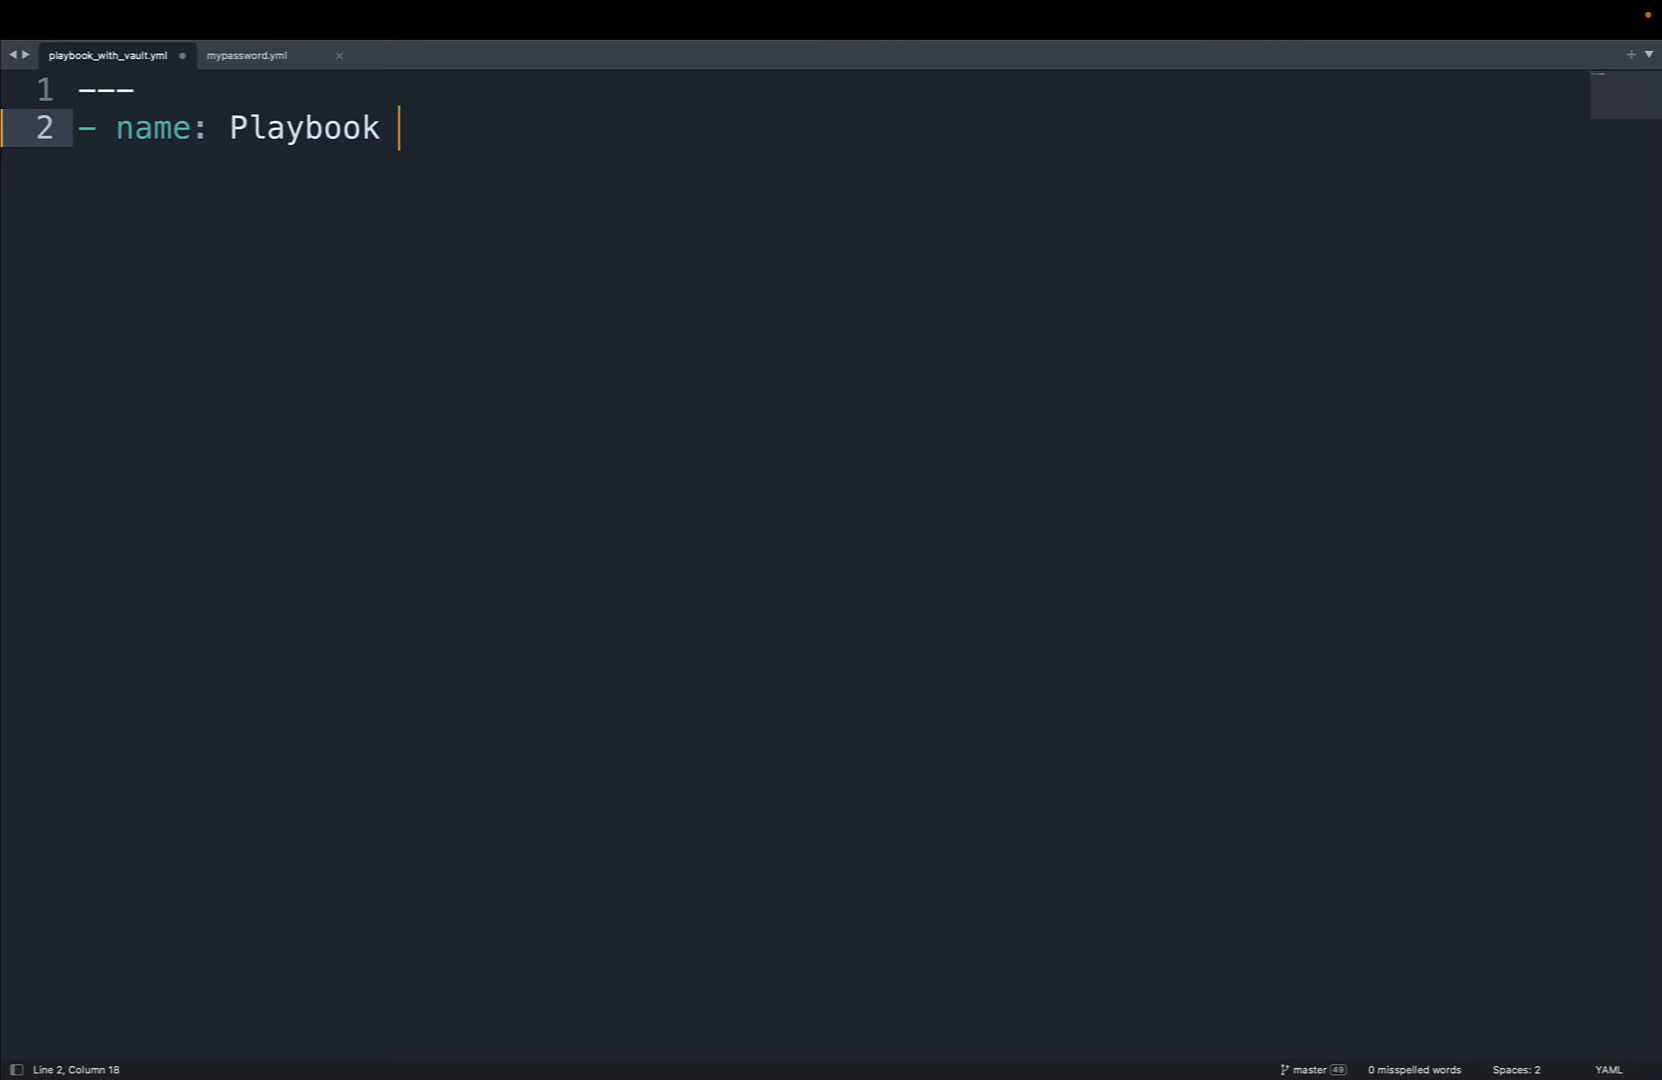 playbook_with_vault.yml mypassword.yml
1 ---
2 - name: Playbook
Line 2, Column 18 master 49 0 misspelled words Spaces: 2 YAML